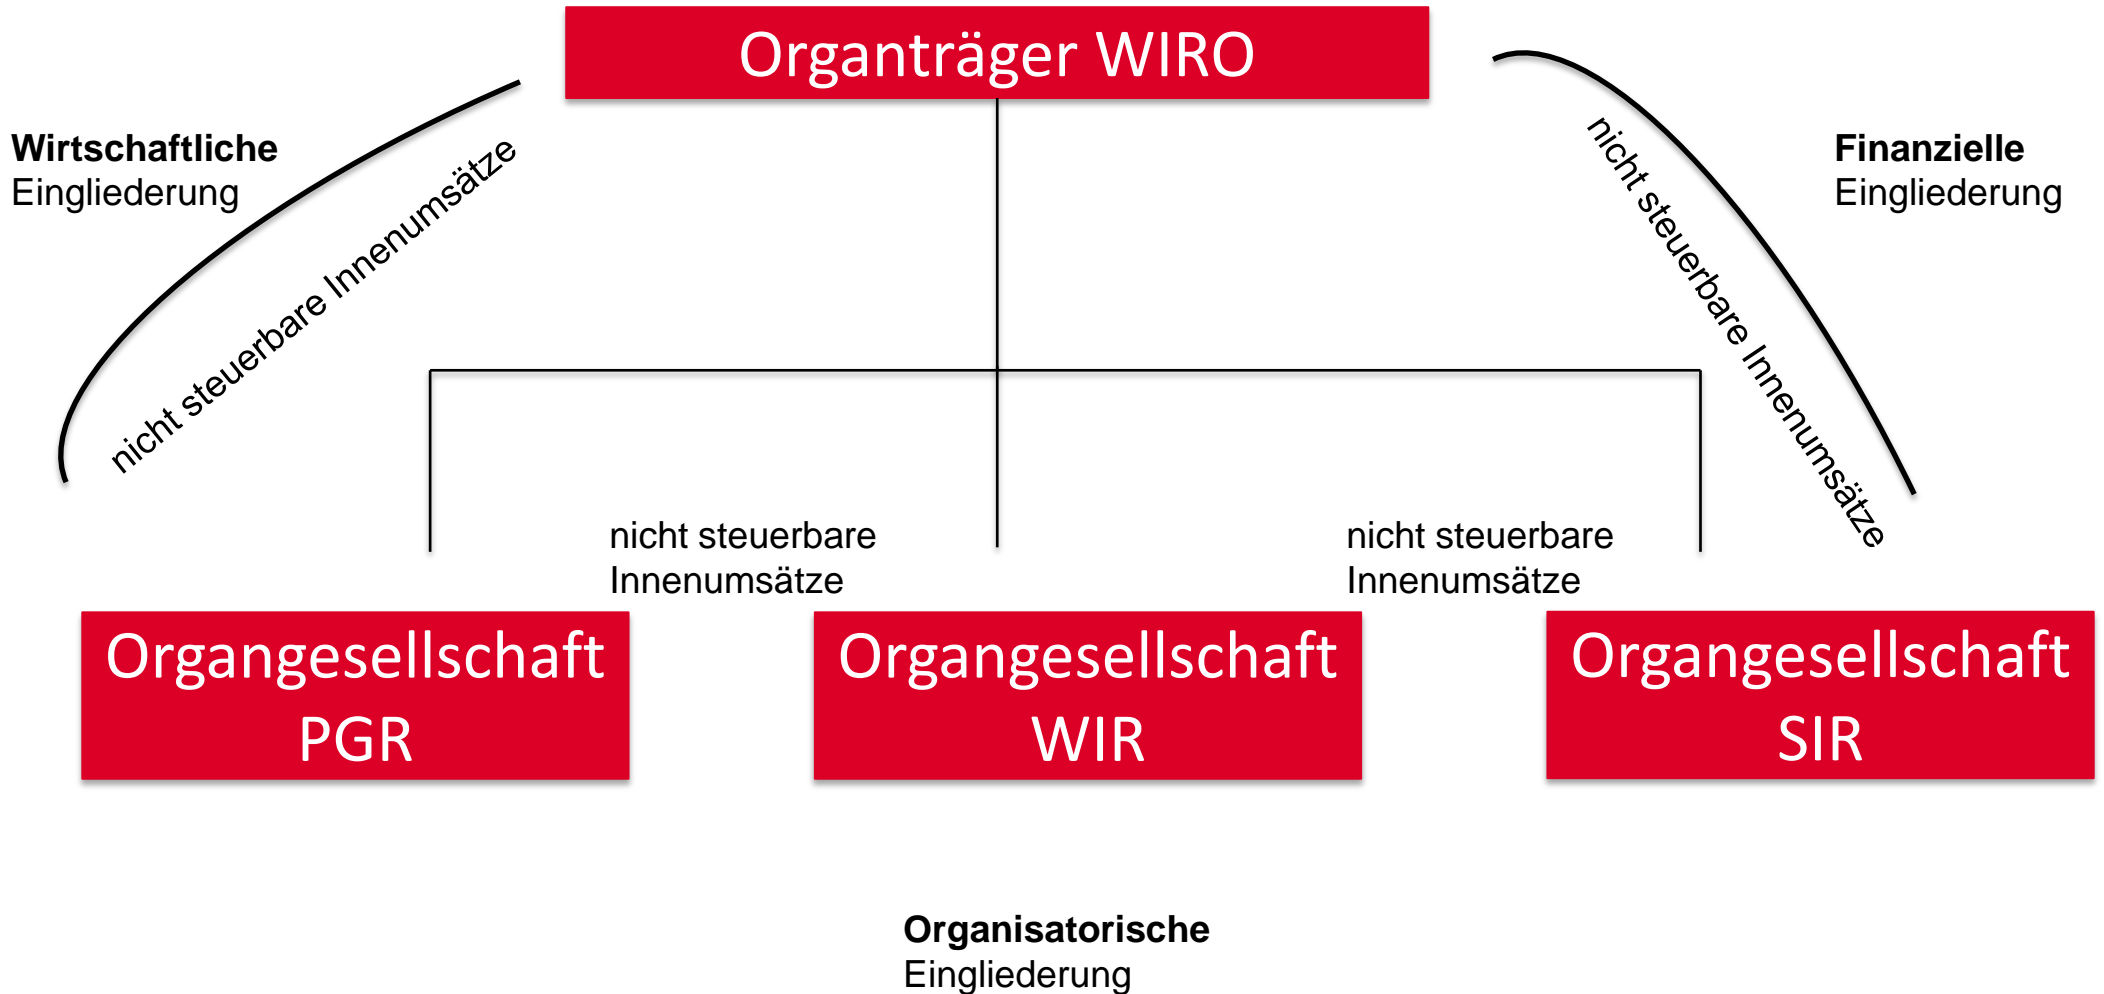 Organträger WIRO
Wirtschaftliche
Eingliederung
nicht steuerbare Innenumsätze
nicht steuerbare Innenumsätze
Finanzielle
Eingliederung
nicht steuerbare
Innenumsätze
nicht steuerbare
Innenumsätze
Organgesellschaft
PGR
Organgesellschaft
WIR
Organgesellschaft
SIR
Organisatorische
Eingliederung